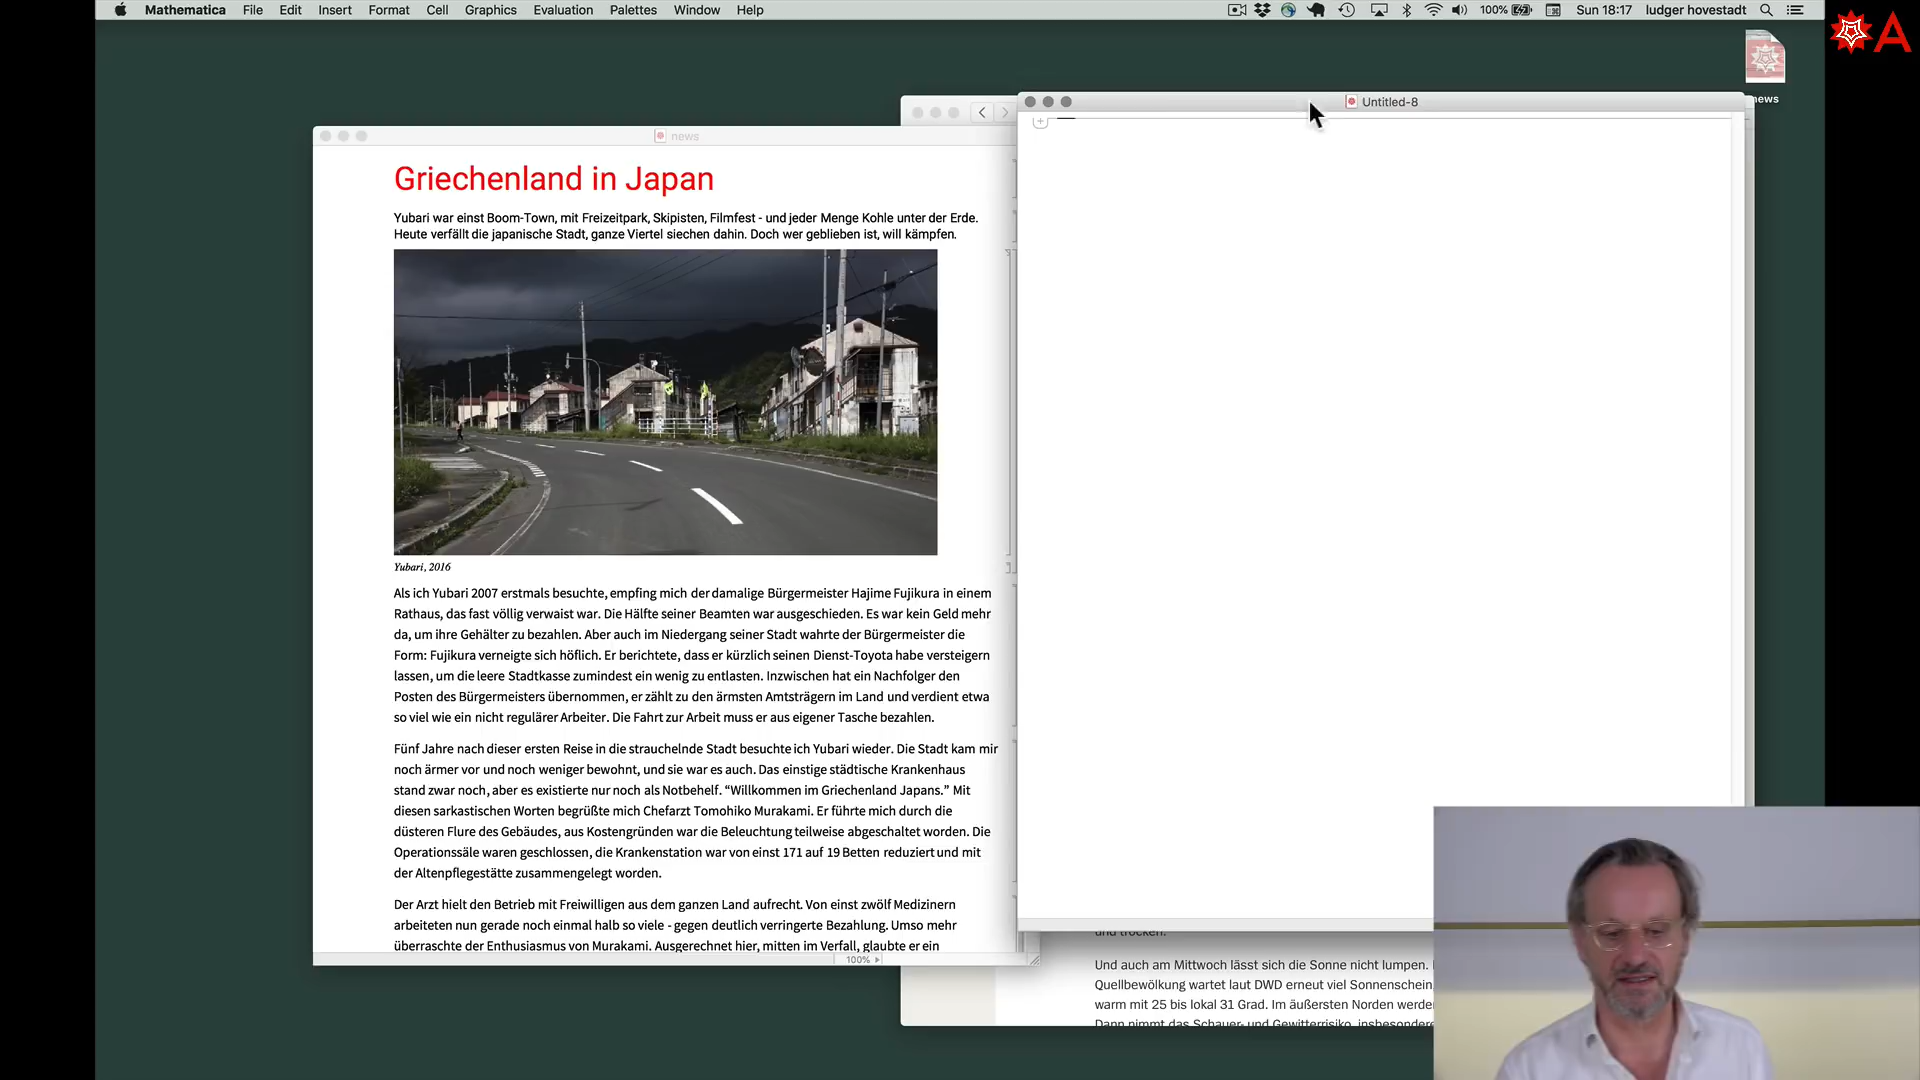 Mathematica File Edit Insert Format Cell Graphics Evaluation Palettes Window Help
100% Sun 18:17 ludger hovestadt
A
news
Untitled-8
news
Griechenland in Japan
Yubari war einst Boom-Town, mit Freizeitpark, Skipisten, Filmfest - und jeder Menge Kohle unter der Erde.
Heute verfällt die japanische Stadt, ganze Viertel siechen dahin. Doch wer geblieben ist, will kämpfen.
Yubari, 2016
Als ich Yubari 2007 erstmals besuchte, empfing mich der damalige Bürgermeister Hajime Fujikura in einem
Rathaus, das fast völlig verwaist war. Die Hälfte seiner Beamten war ausgeschieden. Es war kein Geld mehr
da, um ihre Gehälter zu bezahlen. Aber auch im Niedergang seiner Stadt wahrte der Bürgermeister die
Form: Fujikura verneigte sich höflich. Er berichtete, dass er kürzlich seinen Dienst-Toyota habe versteigern
lassen, um die leere Stadtkasse zumindest ein wenig zu entlasten. Inzwischen hat ein Nachfolger den
Posten des Bürgermeisters übernommen, er zählt zu den ärmsten Amtsträgern im Land und verdient etwa
so viel wie ein nicht regulärer Arbeiter. Die Fahrt zur Arbeit muss er aus eigener Tasche bezahlen.
Fünf Jahre nach dieser ersten Reise in die strauchelnde Stadt besuchte ich Yubari wieder. Die Stadt kam mir
noch ärmer vor und noch weniger bewohnt, und sie war es auch. Das einstige städtische Krankenhaus
stand zwar noch, aber es existierte nur noch als Notbehelf. “Willkommen im Griechenland Japans.” Mit
diesen sarkastischen Worten begrüßte mich Chefarzt Tomohiko Murakami. Er führte mich durch die
düsteren Flure des Gebäudes, aus Kostengründen war die Beleuchtung teilweise abgeschaltet worden. Die
Operationssäle waren geschlossen, die Krankenstation war von einst 171 auf 19 Betten reduziert und mit
der Altenpflegestätte zusammengelegt worden.
Der Arzt hielt den Betrieb mit Freiwilligen aus dem ganzen Land aufrecht. Von einst zwölf Medizinern
arbeiteten nun gerade noch einmal halb so viele - gegen deutlich verringerte Bezahlung. Umso mehr
überraschte der Enthusiasmus von Murakami. Ausgerechnet hier, mitten im Verfall, glaubte er ein
100%
und trocken.
Und auch am Mittwoch lässt sich die Sonne nicht lumpen.
Quellbewölkung wartet laut DWD erneut viel Sonnenschein
warm mit 25 bis lokal 31 Grad. Im äußersten Norden werde
Dann nimmt das Schauer- und Gewitterrisiko, insbesondere